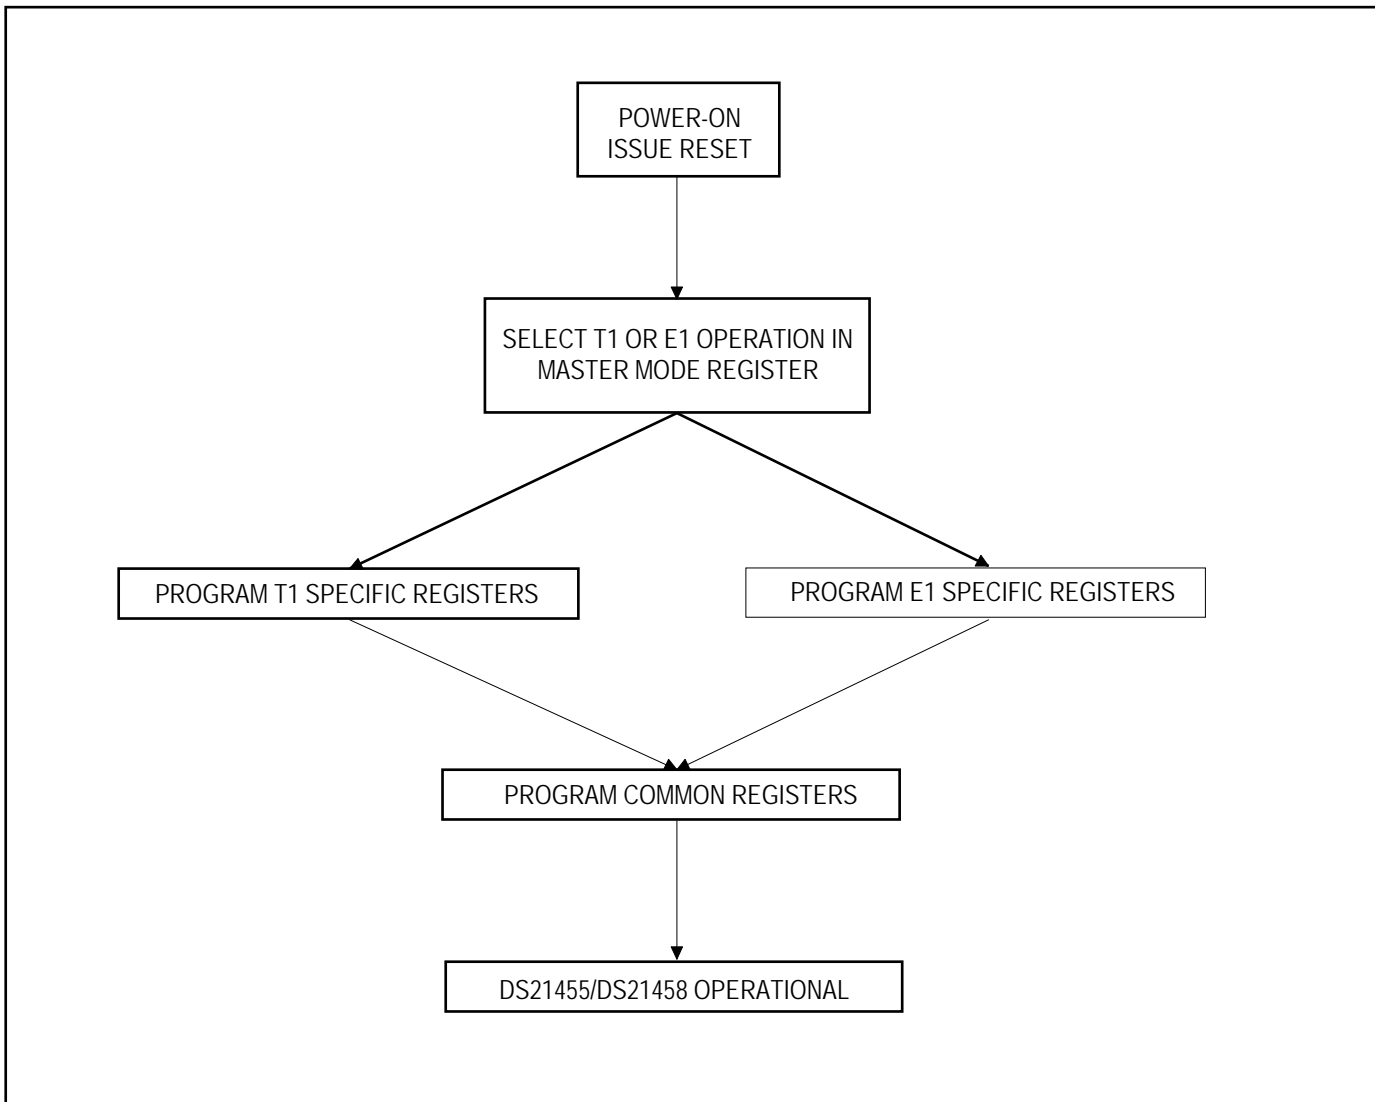 POWER-ON
ISSUE RESET
SELECT T1 OR E1 OPERATION IN
MASTER MODE REGISTER
PROGRAM T1 SPECIFIC REGISTERS
PROGRAM E1 SPECIFIC REGISTERS
PROGRAM COMMON REGISTERS
DS21455/DS21458 OPERATIONAL